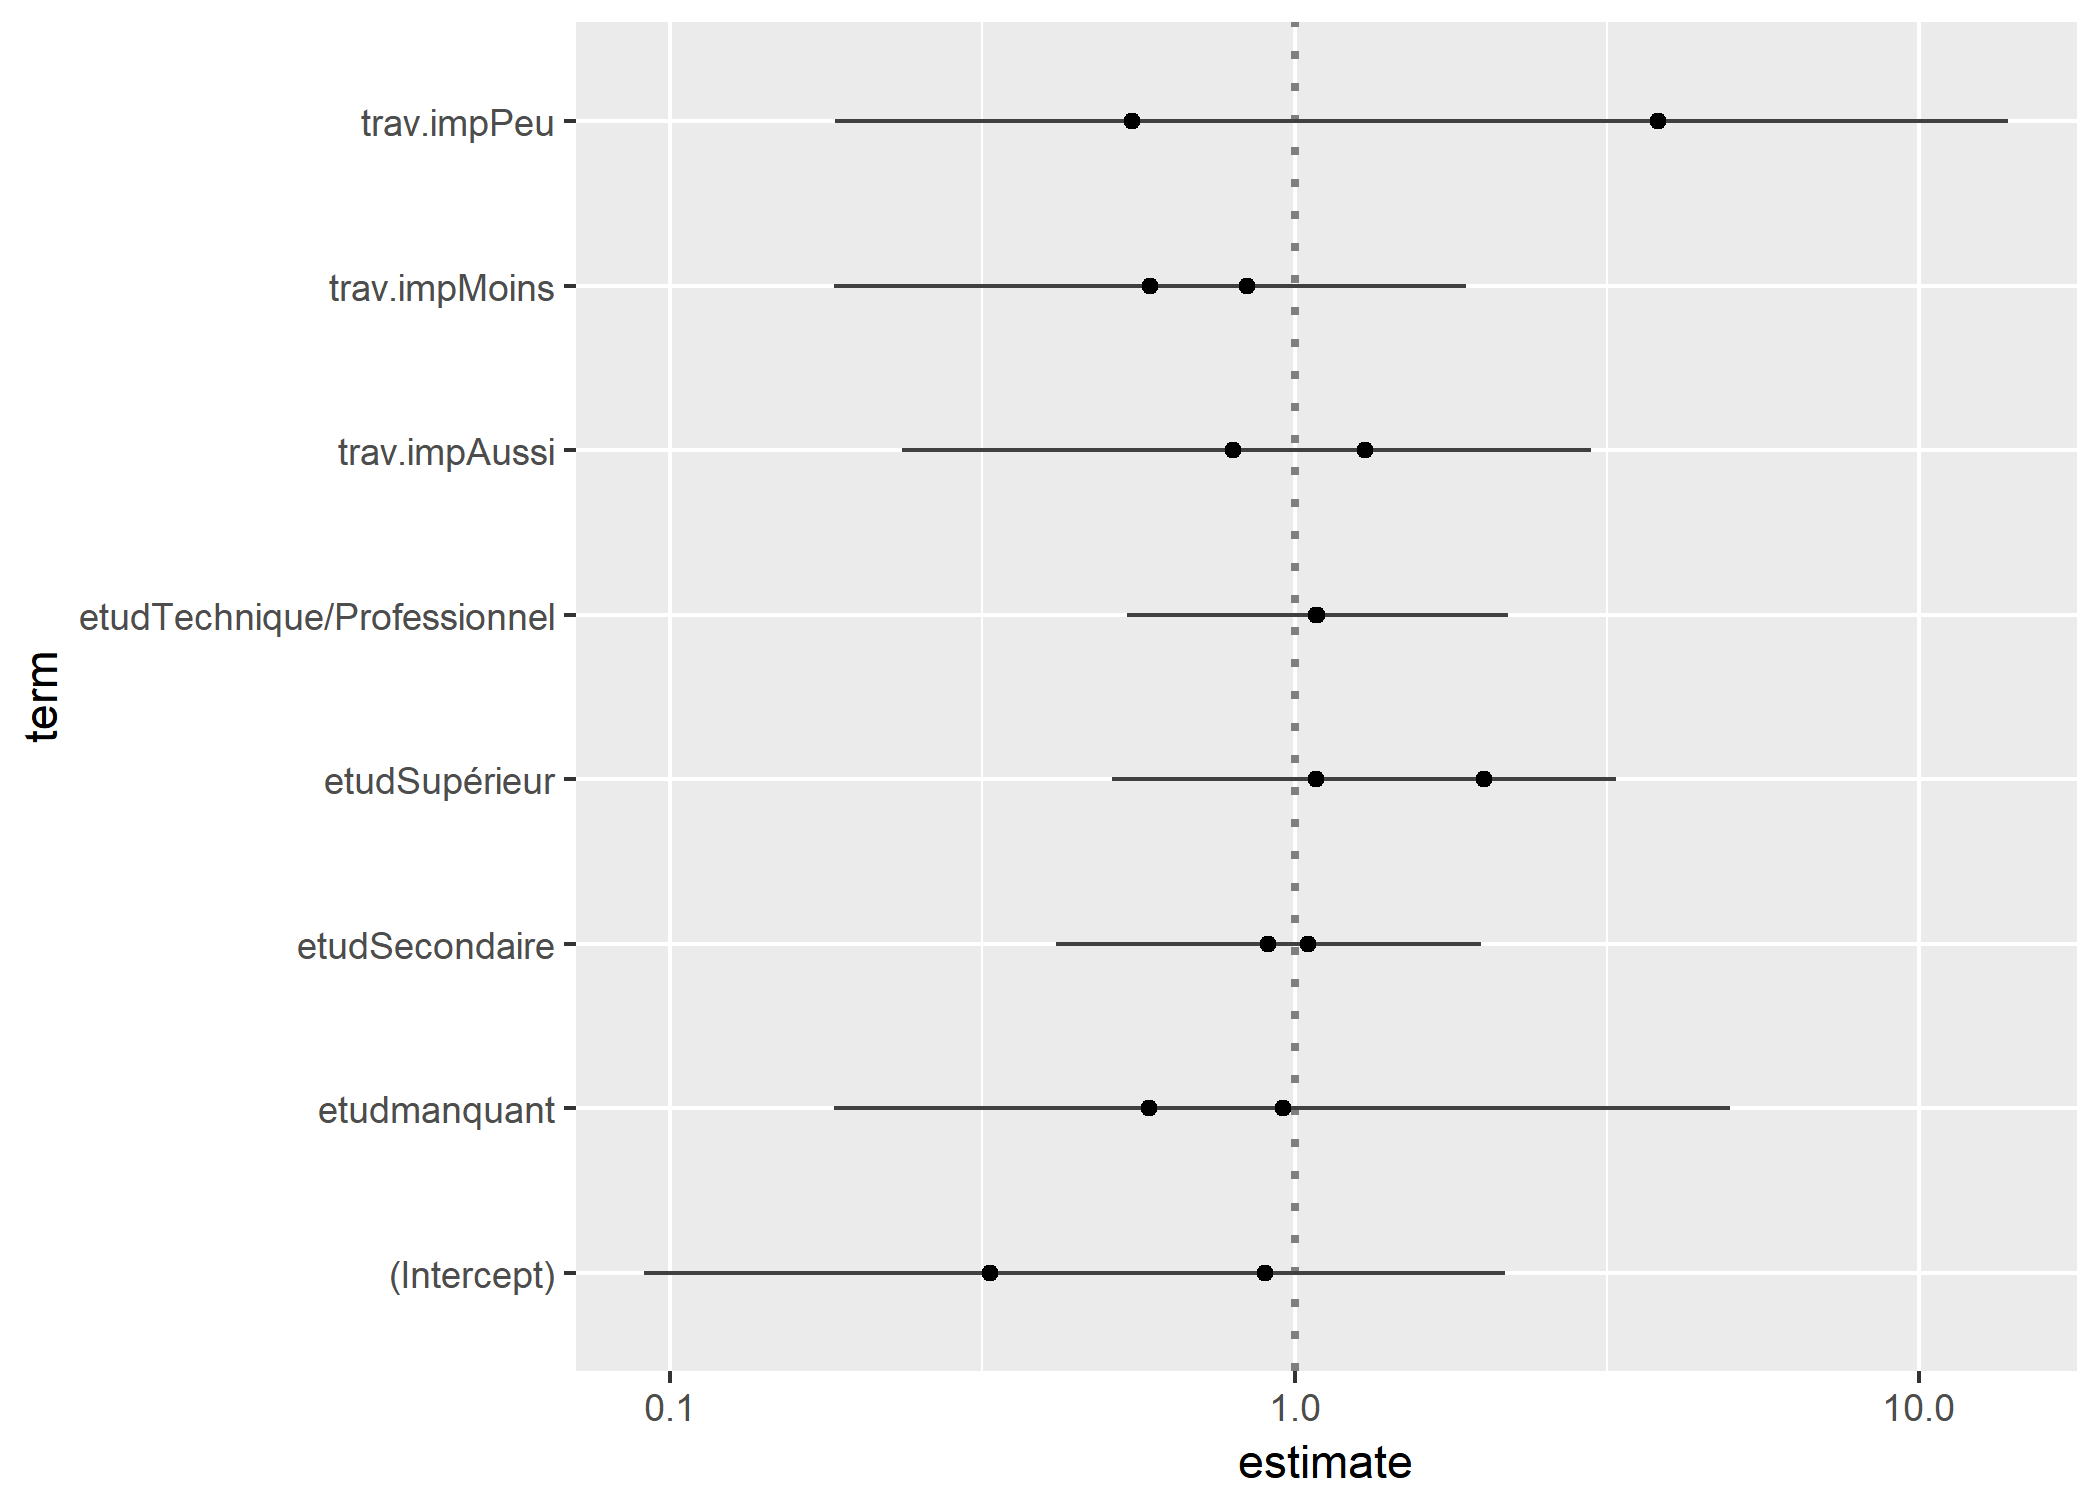 trav.impPeu
trav.impMoins
trav.impAussi
etudTechnique/Professionnel
etudSupérieur
etudSecondaire
etudmanquant
(Intercept)
term
0.1 1.0 10.0
estimate